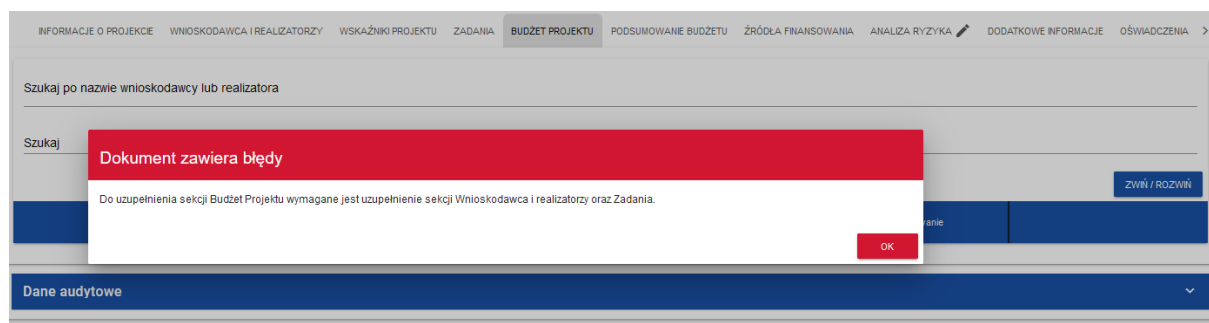 INFORMACJE O PROJEKCIE WNIOSKODAWCA I REALIZATORZY WSKAŹNIKI PROJEKTU ZADANIA BUDŻET PROJEKTU PODSUMOWANIE BUDŻETU ŹRÓDŁA FINANSOWANIA ANALIZA RYZYKA DODATKOWE INFORMACJE OŚWIADCZENIA
Szukaj po nazwie wnioskodawcy lub realizatora
Szukaj
Dokument zawiera błędy
Do uzupełnienia sekcji Budżet Projektu wymagane jest uzupełnienie sekcji Wnioskodawca i realizatorzy oraz Zadania.
ZWIŃ / ROZWIŃ
OK
Dane audytowe